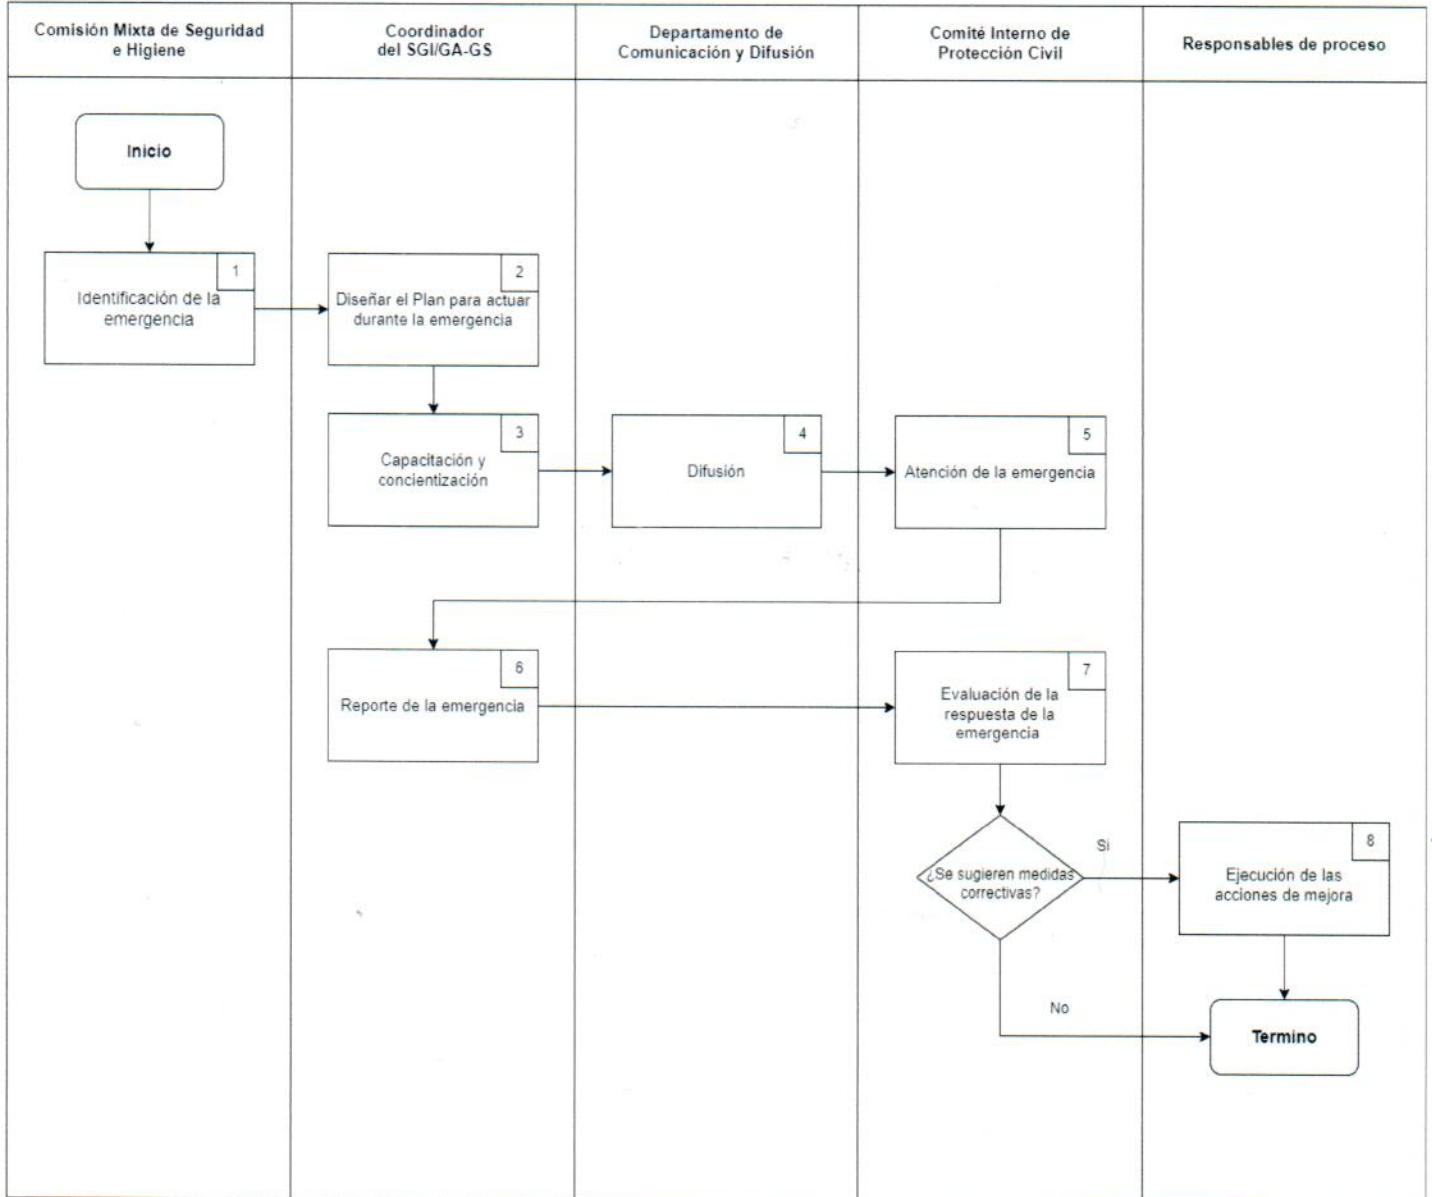 Comisión Mixta de Seguridad
e Higiene
Coordinador
del SGI/GA-GS
Departamento de
Comunicación y Difusión
Comité Interno de
Protección Civil
Responsables de proceso
Inicio
1
Identificación de la
emergencia
2
Diseñar el Plan para actuar
durante la emergencia
3
Capacitación y
concientización
4
Difusión
5
Atención de la emergencia
6
Reporte de la emergencia
7
Evaluación de la
respuesta de la
emergencia
¿Se sugieren medidas
correctivas?
Si
8
Ejecución de las
acciones de mejora
No
Termino